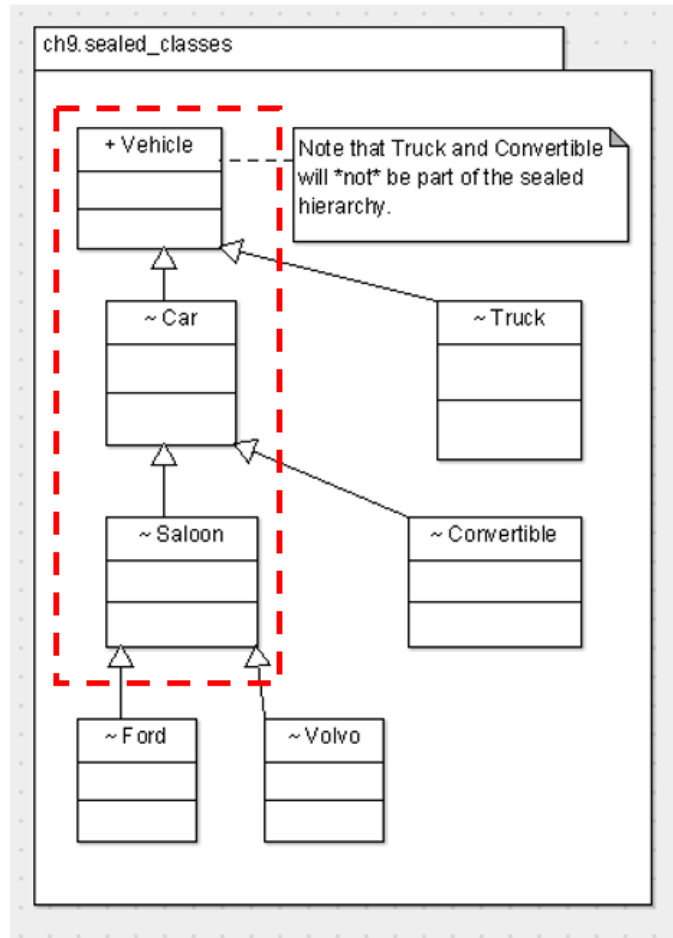 ch9.sealed_classes
+ Vehicle
Note that Truck and Convertible
will *not* be part of the sealed
hierarchy.
~ Car
~ Truck
~ Saloon
~ Convertible
~ Ford
~ Volvo